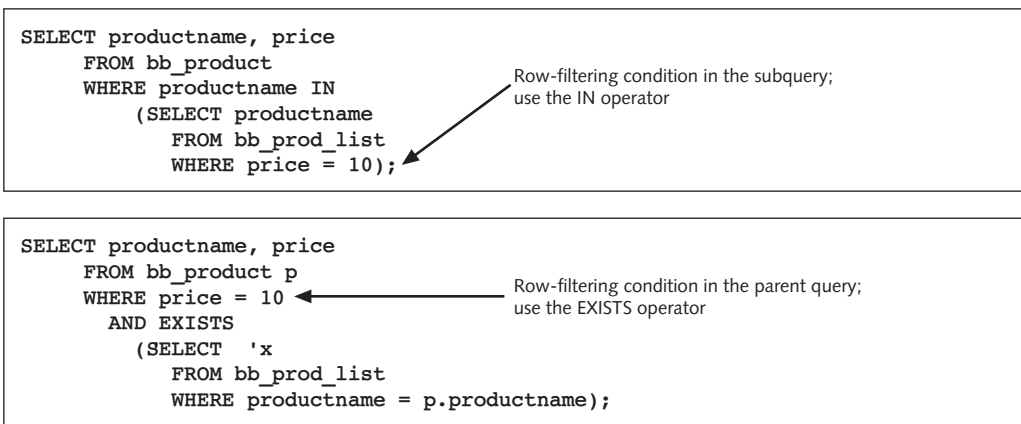 SELECT productname, price
FROM bb_product
WHERE productname IN
(SELECT productname
FROM bb_prod_list
WHERE price = 10);
Row-filtering condition in the subquery;
use the IN operator
SELECT productname, price
FROM bb_product p
WHERE price = 10
AND EXISTS
(SELECT 'x
FROM bb_prod_list
WHERE productname = p.productname);
Row-filtering condition in the parent query;
use the EXISTS operator